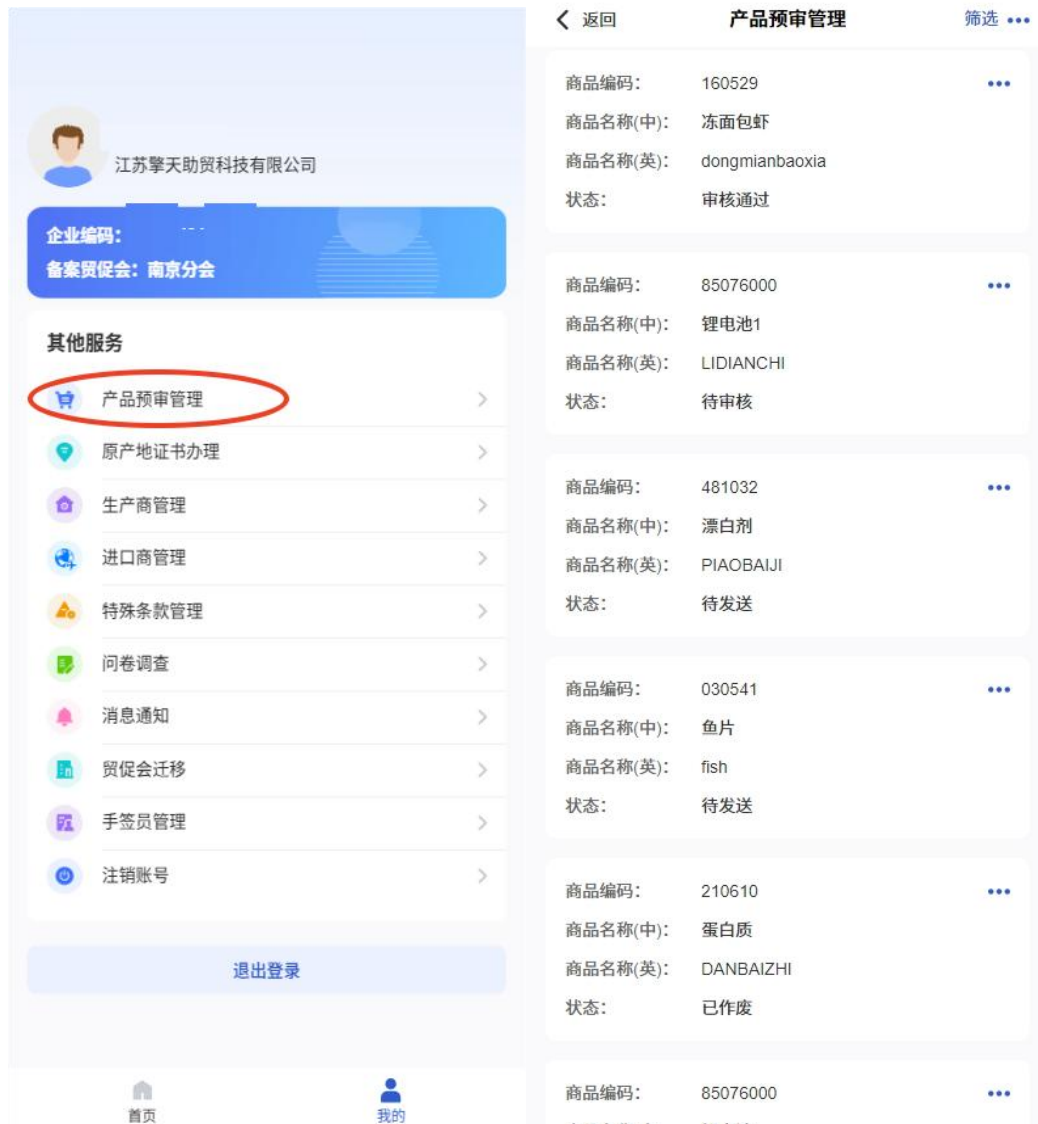 江苏擎天助贸科技有限公司
企业编码：
备案贸促会：南京分会
其他服务
产品预审管理
原产地证书办理
生产商管理
进口商管理
特殊条款管理
问卷调查
消息通知
贸促会迁移
手签员管理
注销账号
退出登录
首页
我的
返回
产品预审管理
筛选
商品编码： 160529
商品名称(中)： 冻面包虾
商品名称(英)： dongmianbaoxia
状态： 审核通过
商品编码： 85076000
商品名称(中)： 锂电池1
商品名称(英)： LIDIANCHI
状态： 待审核
商品编码： 481032
商品名称(中)： 漂白剂
商品名称(英)： PIAOBAIJI
状态： 待发送
商品编码： 030541
商品名称(中)： 鱼片
商品名称(英)： fish
状态： 待发送
商品编码： 210610
商品名称(中)： 蛋白质
商品名称(英)： DANBAIZHI
状态： 已作废
商品编码： 85076000